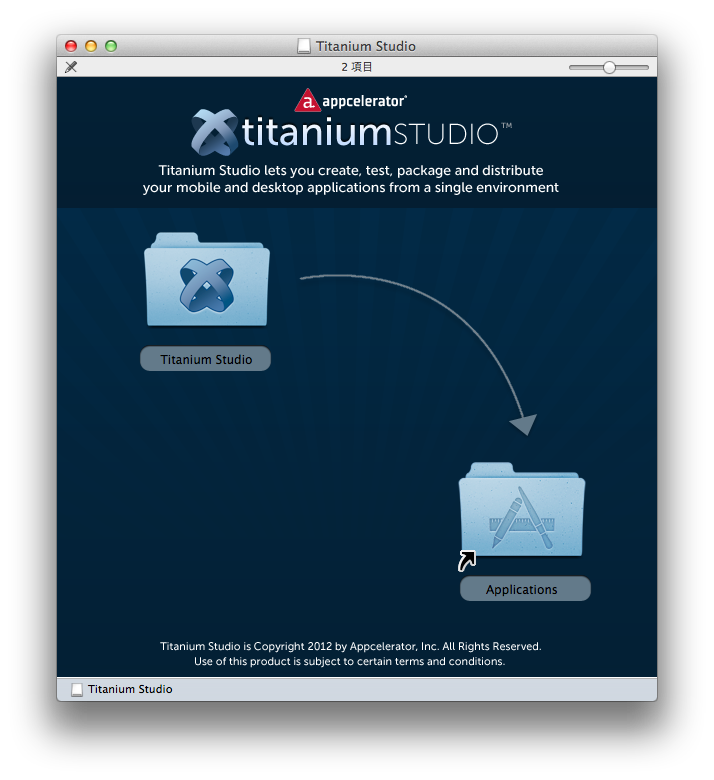 Titanium Studio
2 項目
a. appcelerator®
titaniumSTUDIO™
Titanium Studio lets you create, test, package and distribute
your mobile and desktop applications from a single environment
Titanium Studio
Applications
Titanium Studio is Copyright 2012 by Appcelerator, Inc. All Rights Reserved.
Use of this product is subject to certain terms and conditions.
Titanium Studio